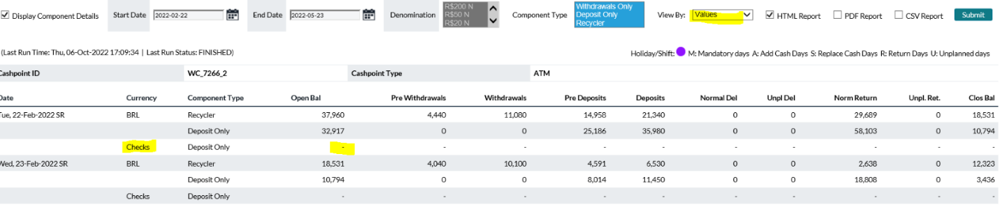 Display Component Details Start Date 2022-02-22 End Date 2022-05-23 Denomination R$200 N R$50 N R$20 N Component Type Withdrawals Only Deposit Only Recycler View By: Values HTML Report PDF Report CSV Report Submit
(Last Run Time: Thu, 06-Oct-2022 17:09:34 | Last Run Status: FINISHED) Holiday/Shift: M: Mandatory days A: Add Cash Days S: Replace Cash Days R: Return Days U: Unplanned days
Cashpoint ID WC_7266_2 Cashpoint Type ATM
Date Currency Component Type Open Bal Pre Withdrawals Withdrawals Pre Deposits Deposits Normal Del Unpl Del Norm Return Unpl. Ret. Clos Bal
Tue, 22-Feb-2022 SR BRL Recycler 37,960 4,440 11,080 14,958 21,340 0 0 29,689 0 18,531
Deposit Only 32,917 0 0 25,186 35,980 0 0 58,103 0 10,794
Checks Deposit Only - - - - - - - - - -
Wed, 23-Feb-2022 SR BRL Recycler 18,531 4,040 10,100 4,591 6,530 0 0 2,638 0 12,323
Deposit Only 10,794 0 0 8,014 11,450 0 0 18,808 0 3,436
Checks Deposit Only - - - - - - - - - -